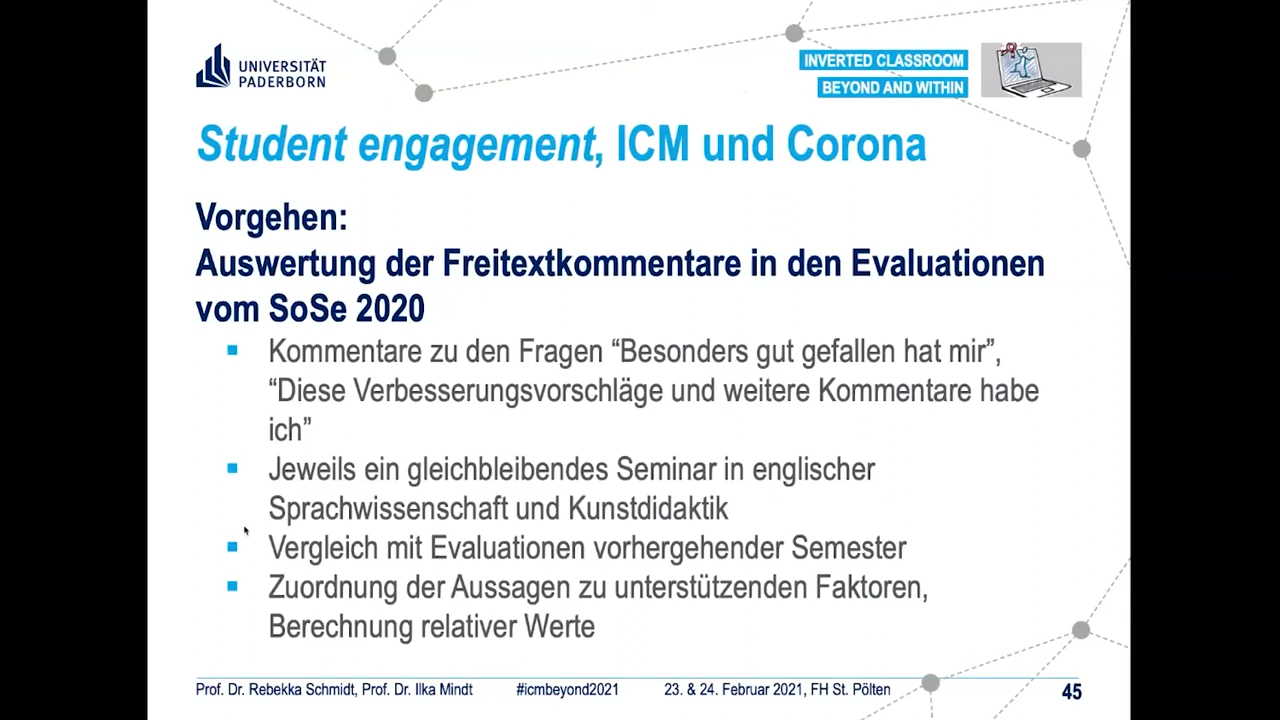 UNIVERSITÄT
PADERBORN
INVERTED CLASSROOM
BEYOND AND WITHIN
Student engagement, ICM und Corona
Vorgehen:
Auswertung der Freitextkommentare in den Evaluationen
vom SoSe 2020
Kommentare zu den Fragen “Besonders gut gefallen hat mir”,
“Diese Verbesserungsvorschläge und weitere Kommentare habe
ich”
Jeweils ein gleichbleibendes Seminar in englischer
Sprachwissenschaft und Kunstdidaktik
Vergleich mit Evaluationen vorhergehender Semester
Zuordnung der Aussagen zu unterstützenden Faktoren,
Berechnung relativer Werte
Prof. Dr. Rebekka Schmidt, Prof. Dr. Ilka Mindt #icmbeyond2021 23. & 24. Februar 2021, FH St. Pölten 45